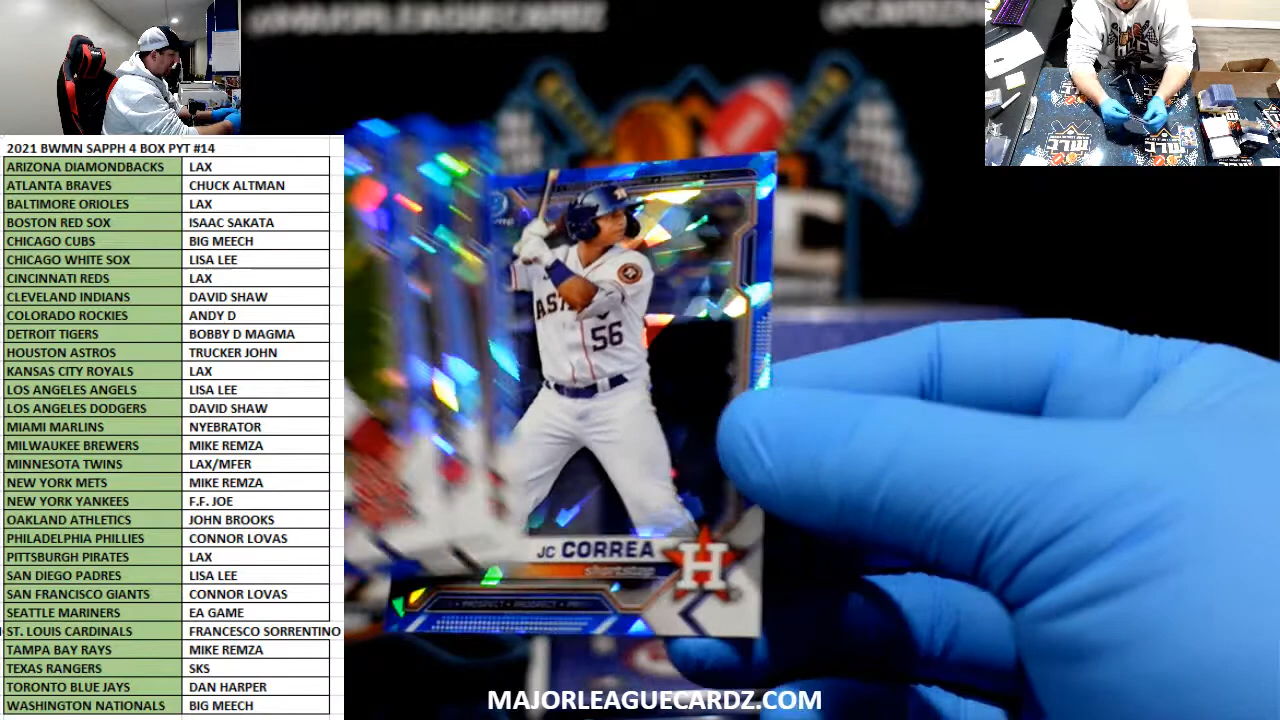 @MAJORLEAGUECARDZ
2021 BWMN SAPPH 4 BOX PYT #14
ARIZONA DIAMONDBACKS LAX
ATLANTA BRAVES CHUCK ALTMAN
BALTIMORE ORIOLES LAX
BOSTON RED SOX ISAAC SAKATA
CHICAGO CUBS BIG MEECH
CHICAGO WHITE SOX LISA LEE
CINCINNATI REDS LAX
CLEVELAND INDIANS DAVID SHAW
COLORADO ROCKIES ANDY D
DETROIT TIGERS BOBBY D MAGMA
HOUSTON ASTROS TRUCKER JOHN
KANSAS CITY ROYALS LAX
LOS ANGELES ANGELS LISA LEE
LOS ANGELES DODGERS DAVID SHAW
MIAMI MARLINS NYEBRATOR
MILWAUKEE BREWERS MIKE REMZA
MINNESOTA TWINS LAX/MFER
NEW YORK METS MIKE REMZA
NEW YORK YANKEES F.F. JOE
OAKLAND ATHLETICS JOHN BROOKS
PHILADELPHIA PHILLIES CONNOR LOVAS
PITTSBURGH PIRATES LAX
SAN DIEGO PADRES LISA LEE
SAN FRANCISCO GIANTS CONNOR LOVAS
SEATTLE MARINERS EA GAME
ST. LOUIS CARDINALS FRANCESCO SORRENTINO
TAMPA BAY RAYS MIKE REMZA
TEXAS RANGERS SKS
TORONTO BLUE JAYS DAN HARPER
WASHINGTON NATIONALS BIG MEECH
56
JC CORREA
shortstop
H
PROSPECT • PROSPECT
MAJORLEAGUECARDZ.COM
MLC